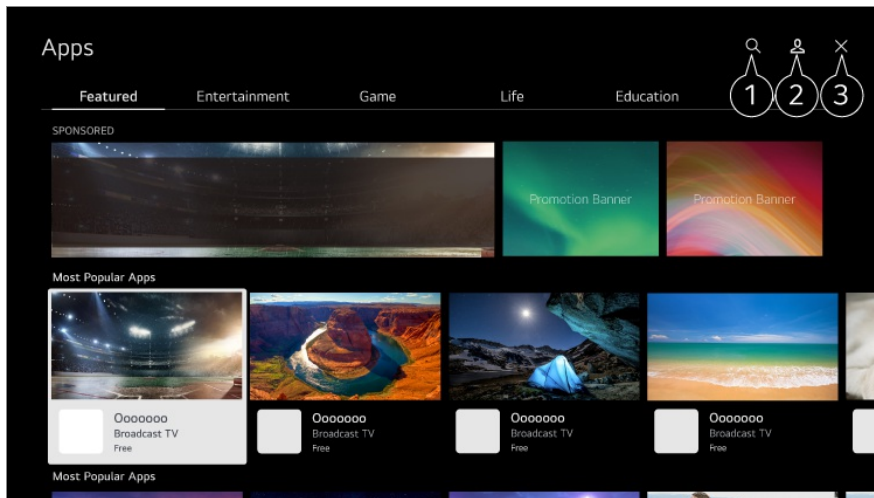 Apps
Featured Entertainment Game Life Education
1 2 3
SPONSORED
Promotion Banner Promotion Banner
Most Popular Apps
Ooooooo Ooooooo Ooooooo Ooooooo
Broadcast TV Broadcast TV Broadcast TV Broadcast TV
Free Free Free Free
Most Popular Apps